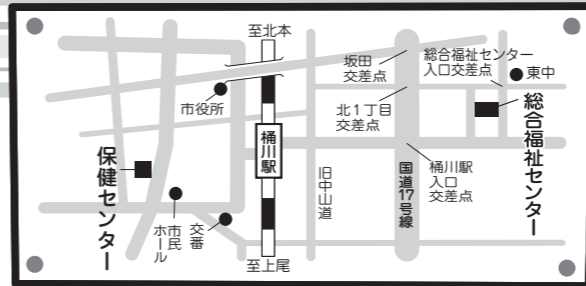 至北本
坂田
交差点
総合福祉センター
入口交差点
東中
市役所
北1丁目
交差点
総合福祉センター
桶川駅
保健センター
旧中山道
国道17号線
桶川駅
入口
交差点
市民
ホール
交番
至上尾